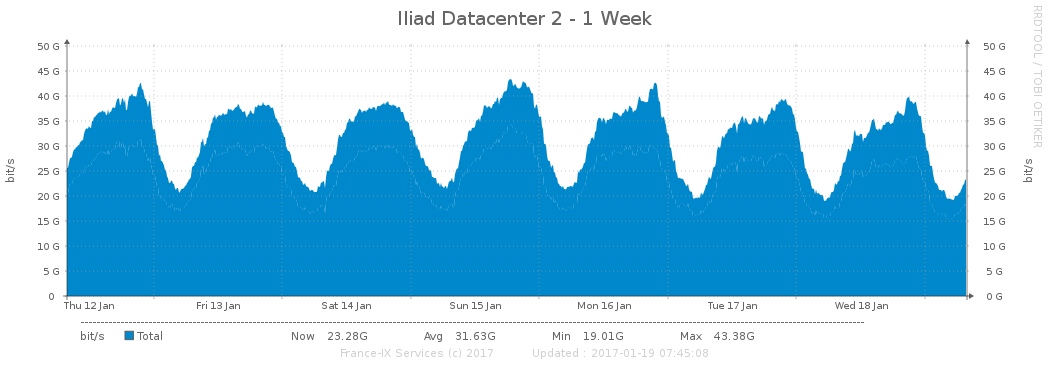 Iliad Datacenter 2 - 1 Week
RRDTOOL / TOBI OETIKER
50 G 50 G
45 G 45 G
40 G 40 G
35 G 35 G
30 G 30 G
25 G 25 G
20 G 20 G
15 G 15 G
10 G 10 G
5 G 5 G
0 0 G
bit/s bit/s
Thu 12 Jan Fri 13 Jan Sat 14 Jan Sun 15 Jan Mon 16 Jan Tue 17 Jan Wed 18 Jan
bit/s Total Now 23.28G Avg 31.63G Min 19.01G Max 43.38G
France-IX Services (c) 2017 Updated : 2017-01-19 07:45:08